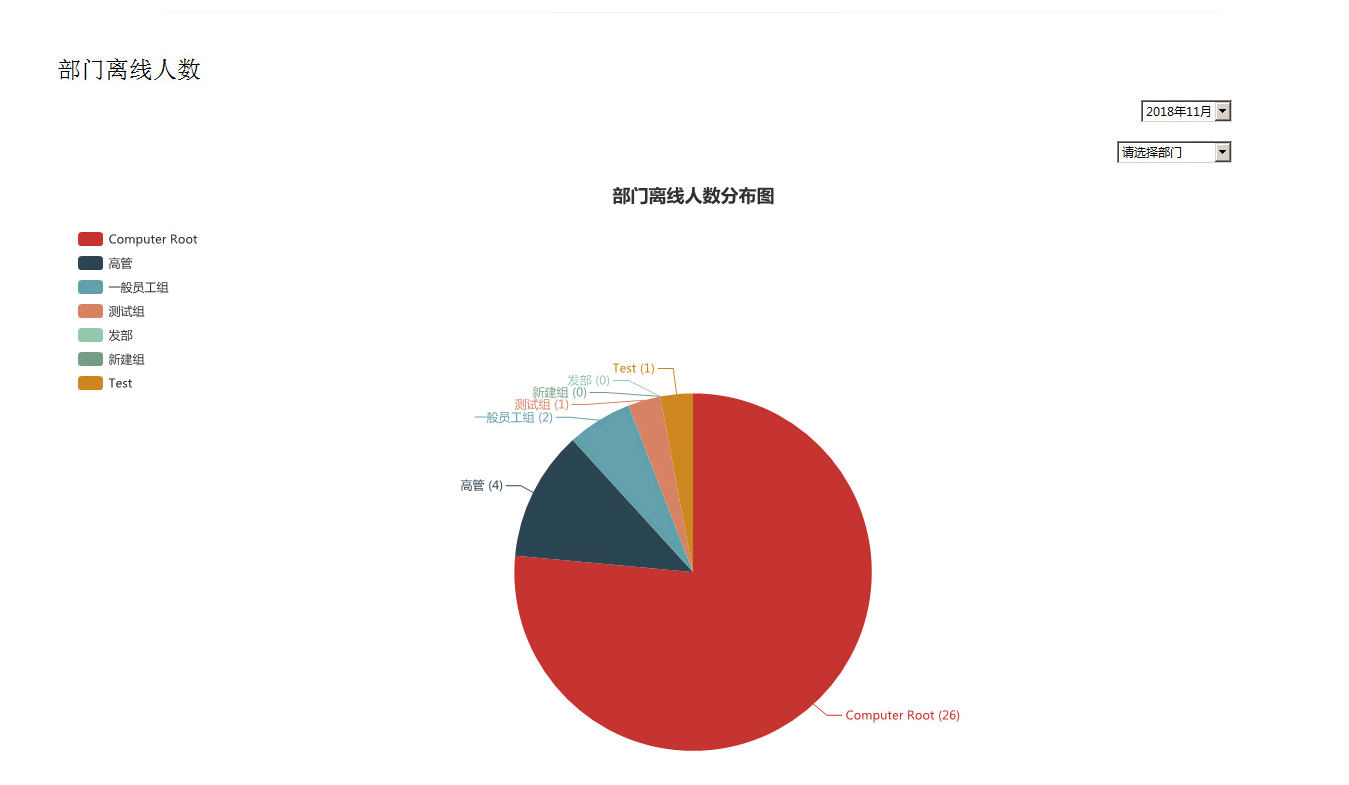 部门离线人数
2018年11月
请选择部门
部门离线人数分布图
Computer Root
高管
一般员工组
测试组
发部
新建组
Test
Test (1)
发部 (0)
新建组 (0)
测试组 (1)
一般员工组 (2)
高管 (4)
Computer Root (26)